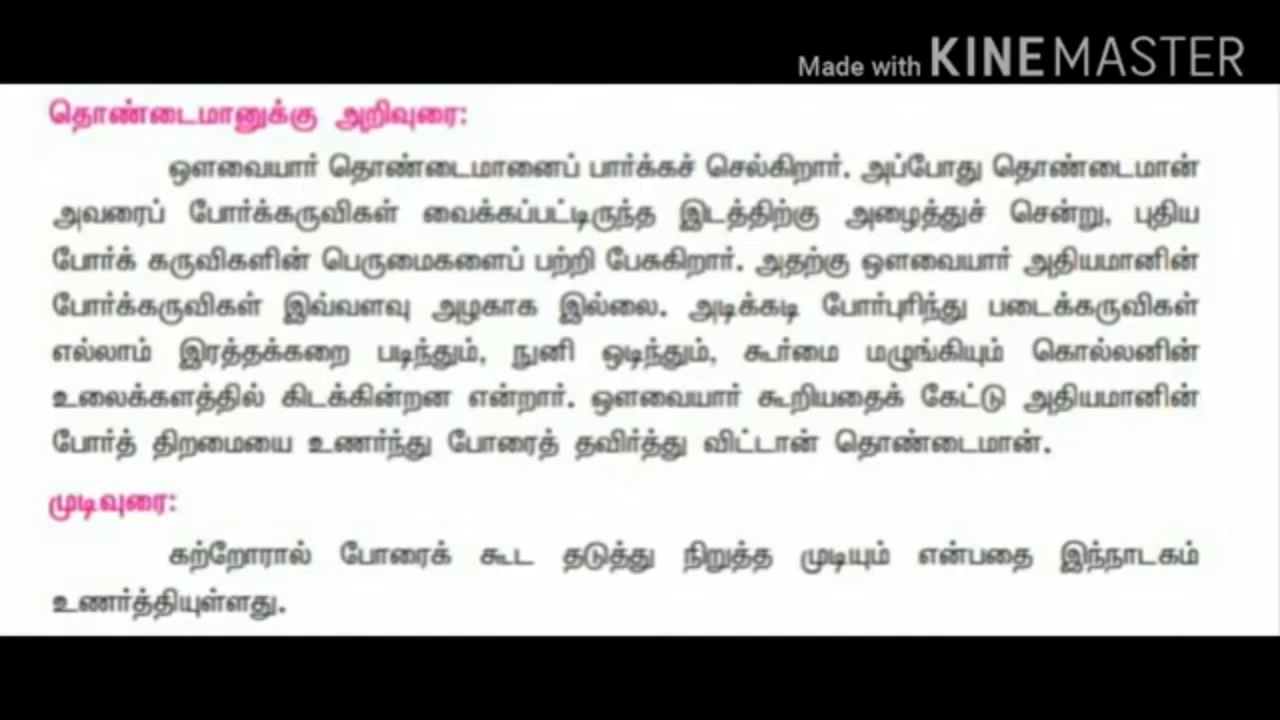 Made with KINEMASTER
தொண்டைமானுக்கு அறிவுரை:
ஔவையார் தொண்டைமானைப் பார்க்கச் செல்கிறார். அப்போது தொண்டைமான்
அவரைப் போர்க்கருவிகள் வைக்கப்பட்டிருந்த இடத்திற்கு அழைத்துச் சென்று, புதிய
போர்க் கருவிகளின் பெருமைகளைப் பற்றி பேசுகிறார். அதற்கு ஔவையார் அதியமானின்
போர்க்கருவிகள் இவ்வளவு அழகாக இல்லை. அடிக்கடி போர்புரிந்து படைக்கருவிகள்
எல்லாம் இரத்தக்கறை படிந்தும், நுனி ஒடிந்தும், கூர்மை மழுங்கியும் கொல்லனின்
உலைக்களத்தில் கிடக்கின்றன என்றார். ஔவையார் கூறியதைக் கேட்டு அதியமானின்
போர்த் திறமையை உணர்ந்து போரைத் தவிர்த்து விட்டான் தொண்டைமான்.
முடிவுரை:
கற்றோரால் போரைக் கூட தடுத்து நிறுத்த முடியும் என்பதை இந்நாடகம்
உணர்த்தியுள்ளது.